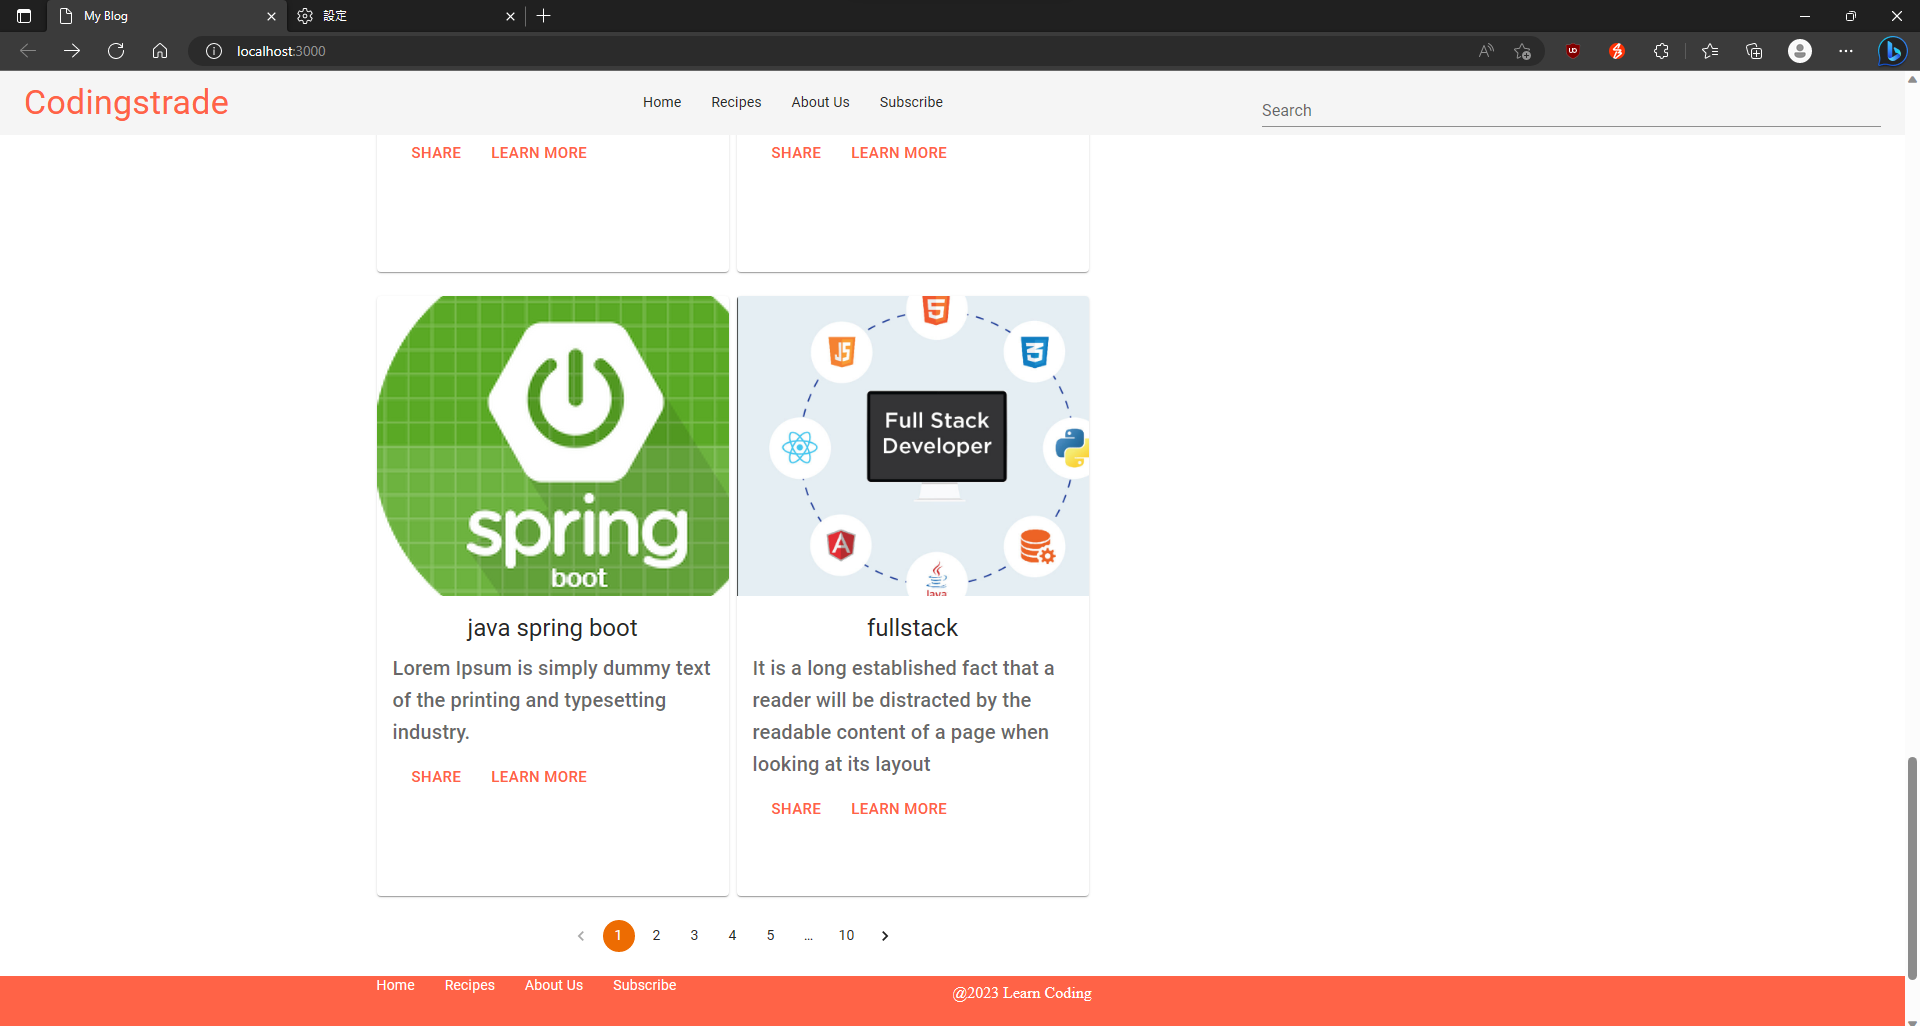 My Blog
設定
localhost:3000
Codingstrade
Home Recipes About Us Subscribe
Search
SHARE LEARN MORE
SHARE LEARN MORE
spring
boot
Full Stack
Developer
Java
java spring boot
Lorem Ipsum is simply dummy text
of the printing and typesetting
industry.
SHARE LEARN MORE
fullstack
It is a long established fact that a
reader will be distracted by the
readable content of a page when
looking at its layout
SHARE LEARN MORE
1 2 3 4 5 ... 10
Home Recipes About Us Subscribe
@2023 Learn Coding